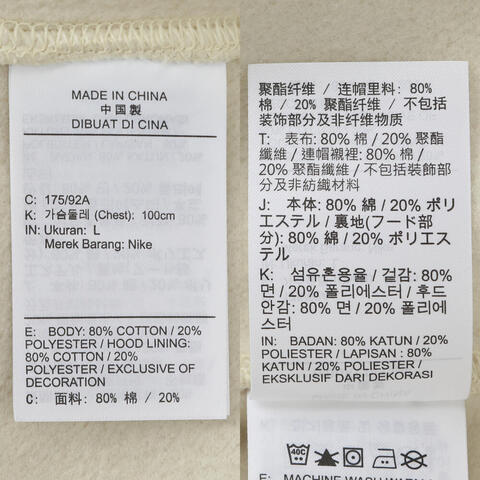 MADE IN CHINA
中国製
DIBUAT DI CINA
C: 175/92A
K: 가슴둘레 (Chest): 100cm
IN: Ukuran: L
Merek Barang: Nike
E: BODY: 80% COTTON / 20%
POLYESTER / HOOD LINING:
80% COTTON / 20%
POLYESTER / EXCLUSIVE OF
DECORATION
C: 面料: 80% 棉 / 20%
聚酯纤维 / 连帽里料: 80%
棉 / 20% 聚酯纤维 / 不包括
装饰部分及非纤维物质
T: 表布: 80% 棉 / 20% 聚酯
纖維 / 連帽襯裡: 80% 棉 /
20% 聚酯纖維 / 不包括裝飾部
分及非紡織材料
J: 本体: 80% 綿, 20% ポリ
エステル / 裏地(フード部
分): 80% 綿, 20% ポリエス
テル
K: 섬유혼용율 / 겉감: 80%
면 / 20% 폴리에스터 / 후드
안감: 80% 면 / 20% 폴리에
스터
IN: BADAN: 80% KATUN / 20%
POLIESTER / LAPISAN : 80%
KATUN / 20% POLIESTER /
EKSKLUSIF DARI DEKORASI
40C
E: MACHINE WASH WARM